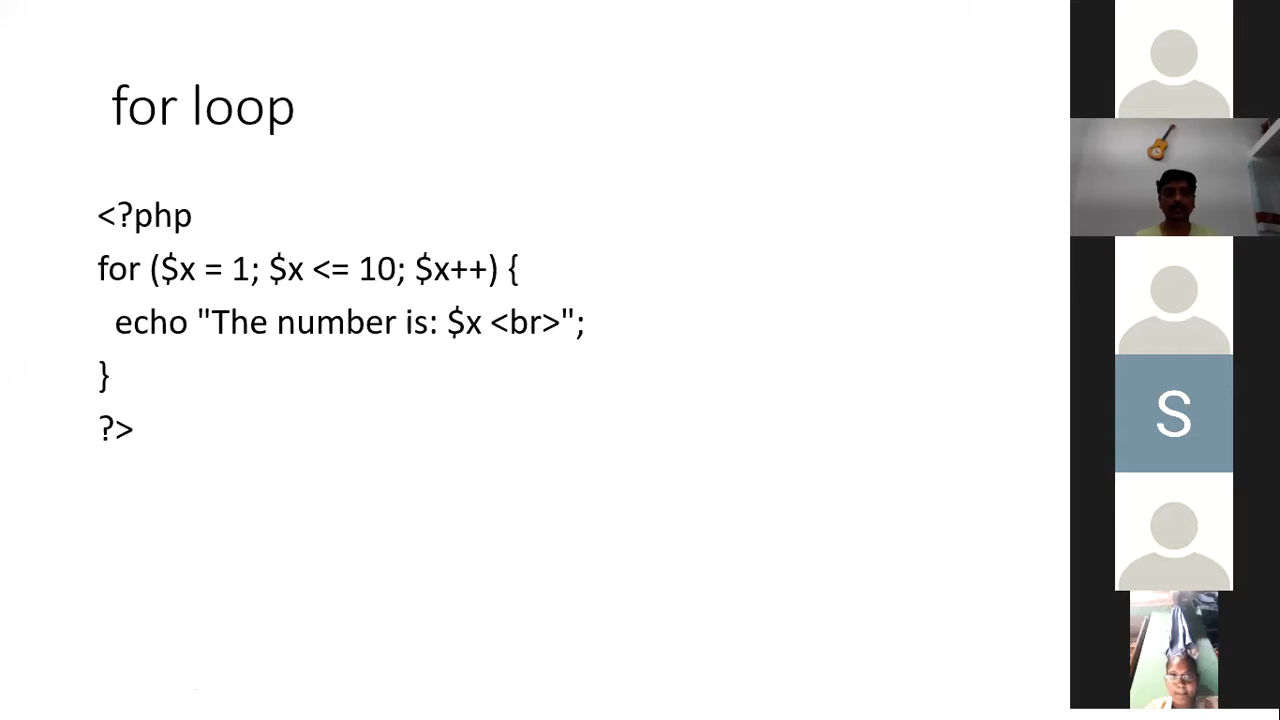 for loop
<?php
for ($x = 1; $x <= 10; $x++) {
echo "The number is: $x <br>";
}
?>
S